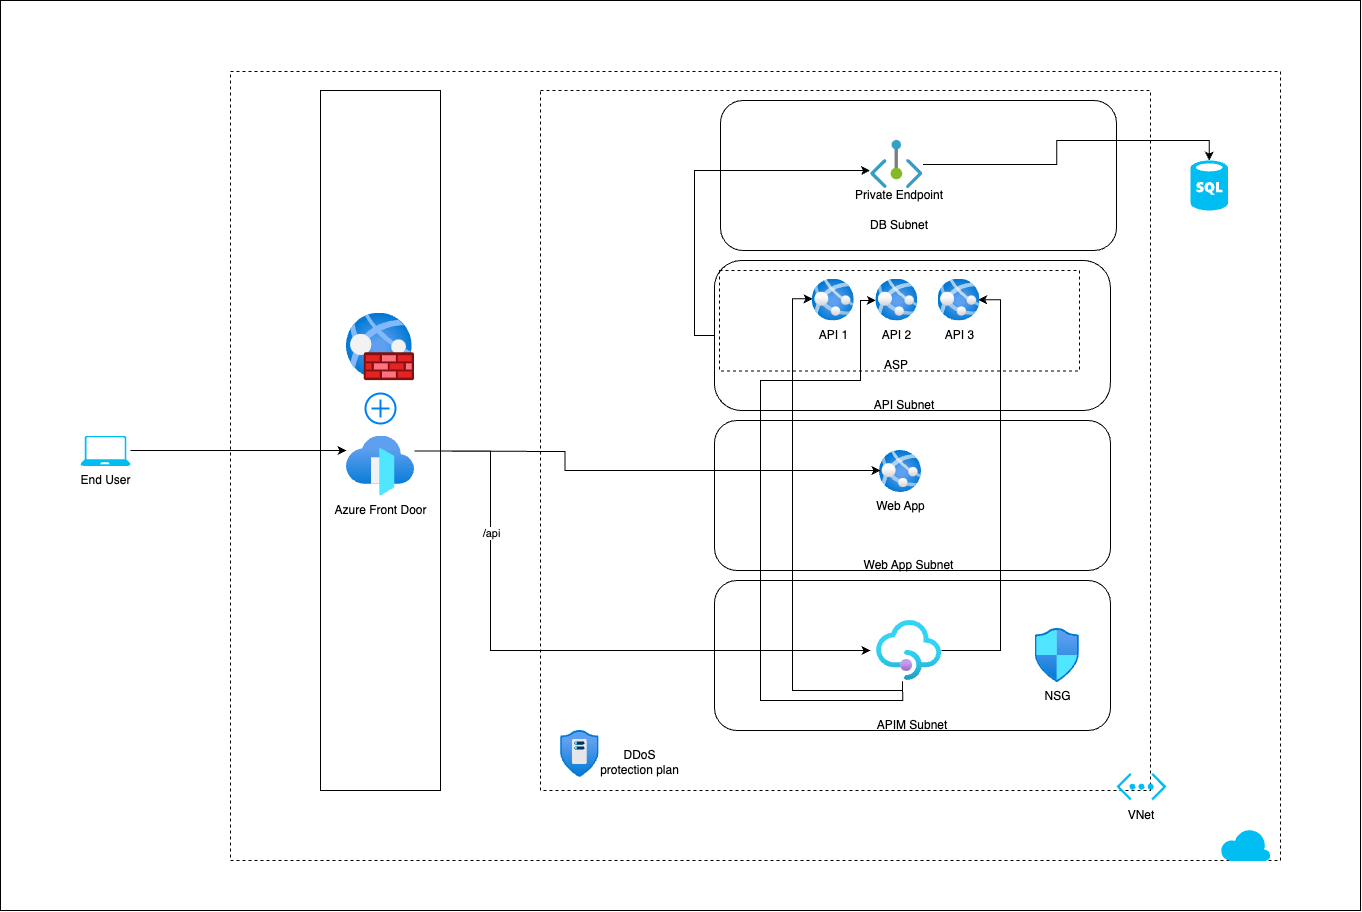 Private Endpoint
DB Subnet
SQL
API 1
API 2
API 3
ASP
API Subnet
End User
Azure Front Door
/api
Web App
Web App Subnet
NSG
APIM Subnet
DDoS
protection plan
VNet